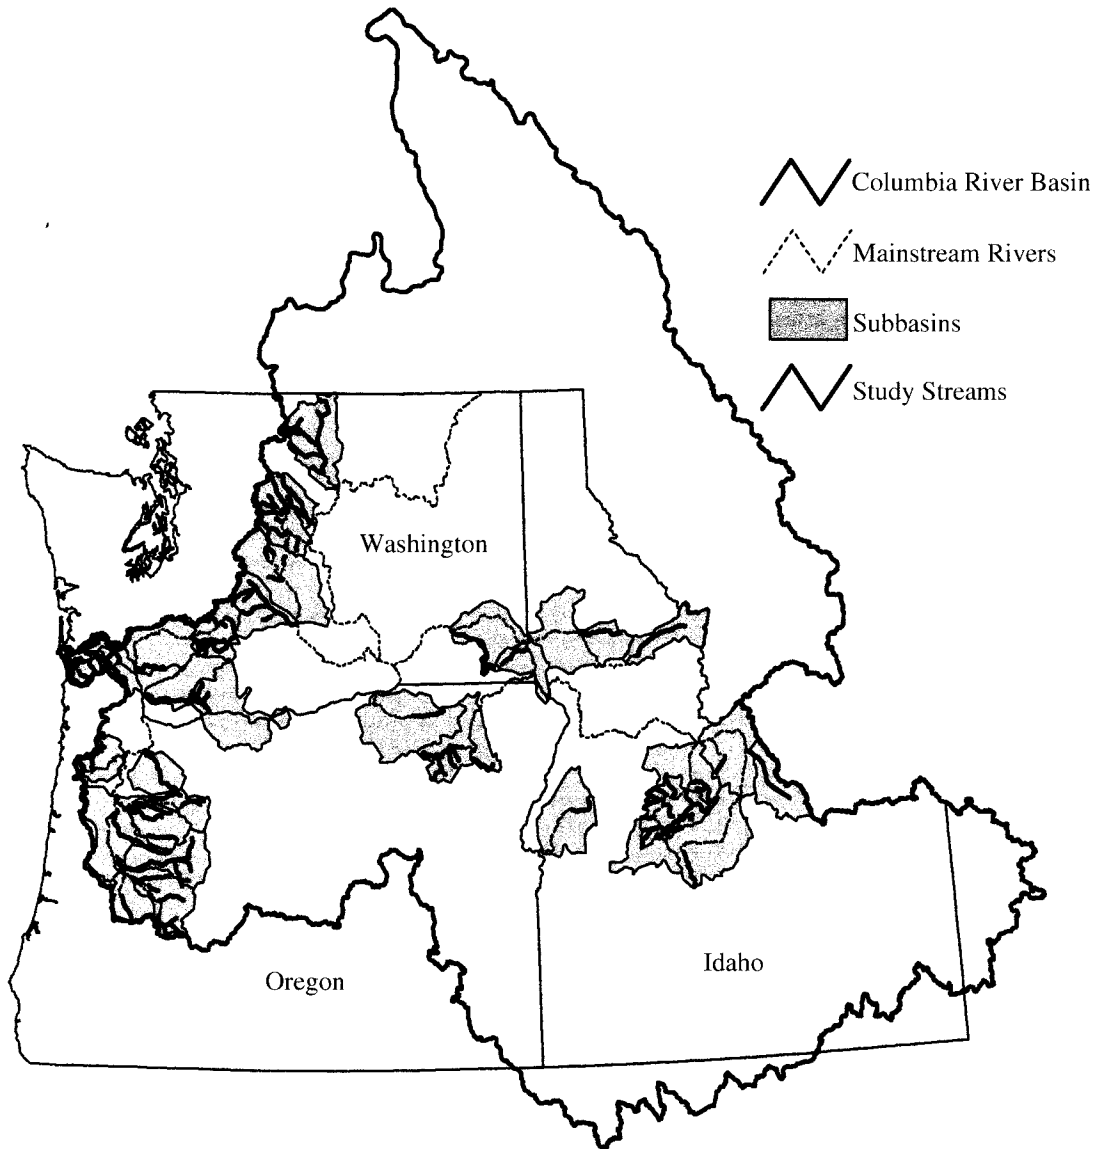 Columbia River Basin
Mainstream Rivers
Subbasins
Study Streams
Washington
Idaho
Oregon